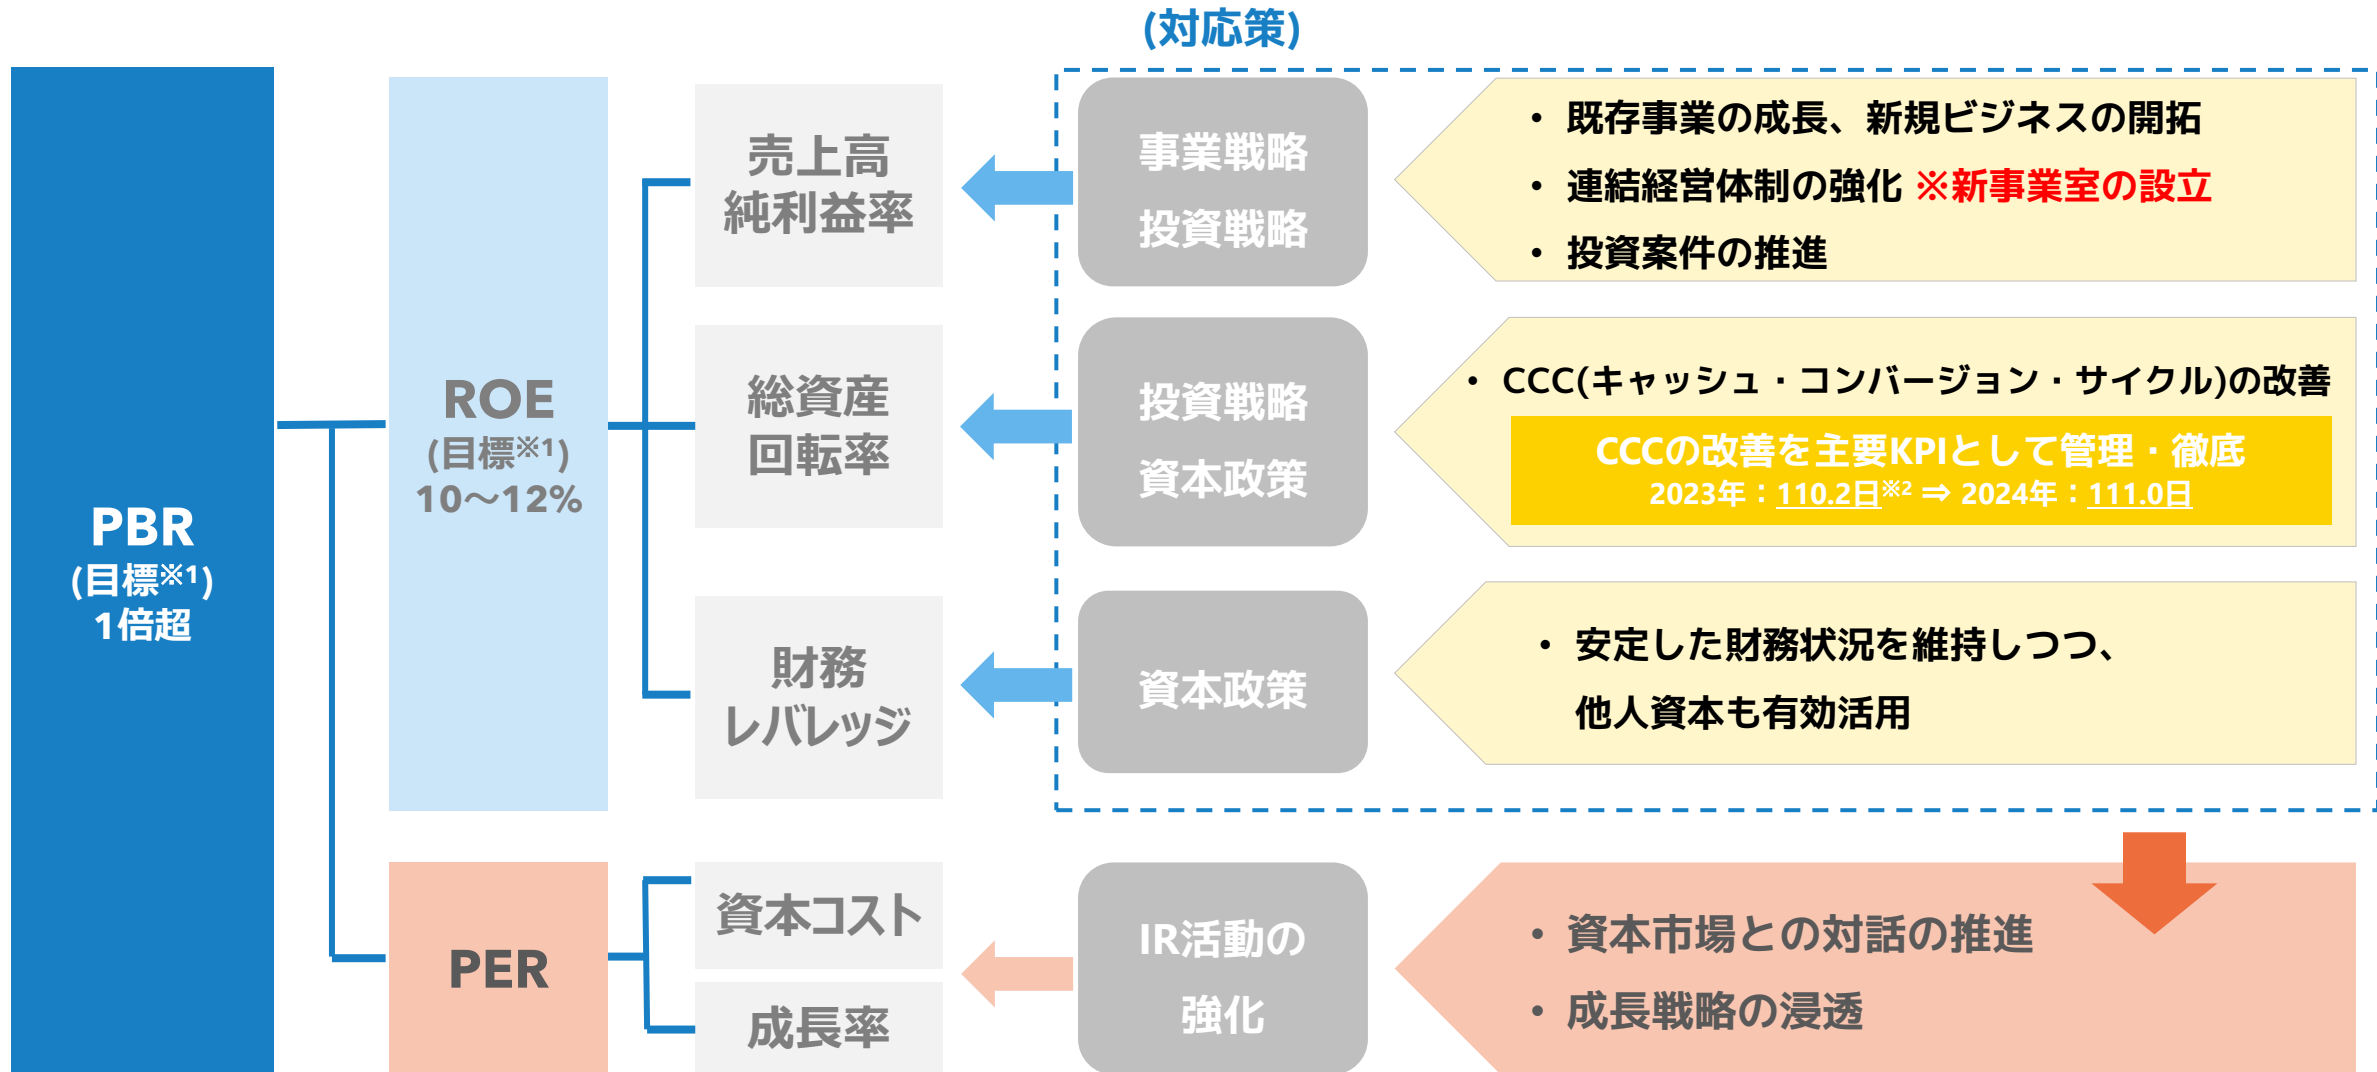 (対応策)
PBR
(目標※1)
1倍超
ROE
(目標※1)
10～12%
売上高
純利益率
事業戦略
投資戦略
• 既存事業の成長、新規ビジネスの開拓
• 連結経営体制の強化 ※新事業室の設立
• 投資案件の推進
総資産
回転率
投資戦略
資本政策
• CCC(キャッシュ・コンバージョン・サイクル)の改善
CCCの改善を主要KPIとして管理・徹底
2023年：110.2日※2 ⇒ 2024年：111.0日
財務
レバレッジ
資本政策
• 安定した財務状況を維持しつつ、
他人資本も有効活用
PER
資本コスト
成長率
IR活動の
強化
• 資本市場との対話の推進
• 成長戦略の浸透